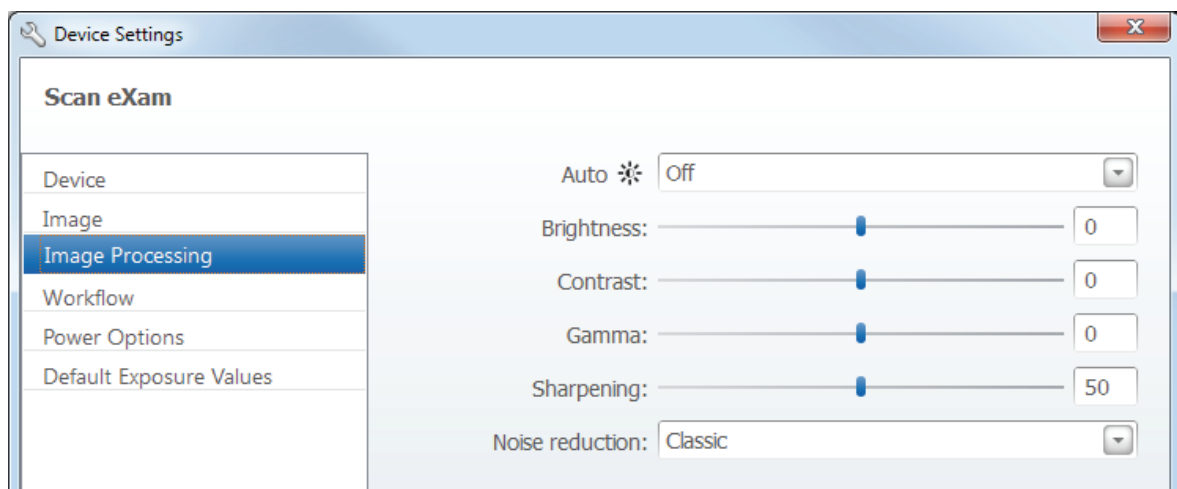 Device Settings
Scan eXam
Device
Image
Image Processing
Workflow
Power Options
Default Exposure Values
Auto Off
Brightness: 0
Contrast: 0
Gamma: 0
Sharpening: 50
Noise reduction: Classic